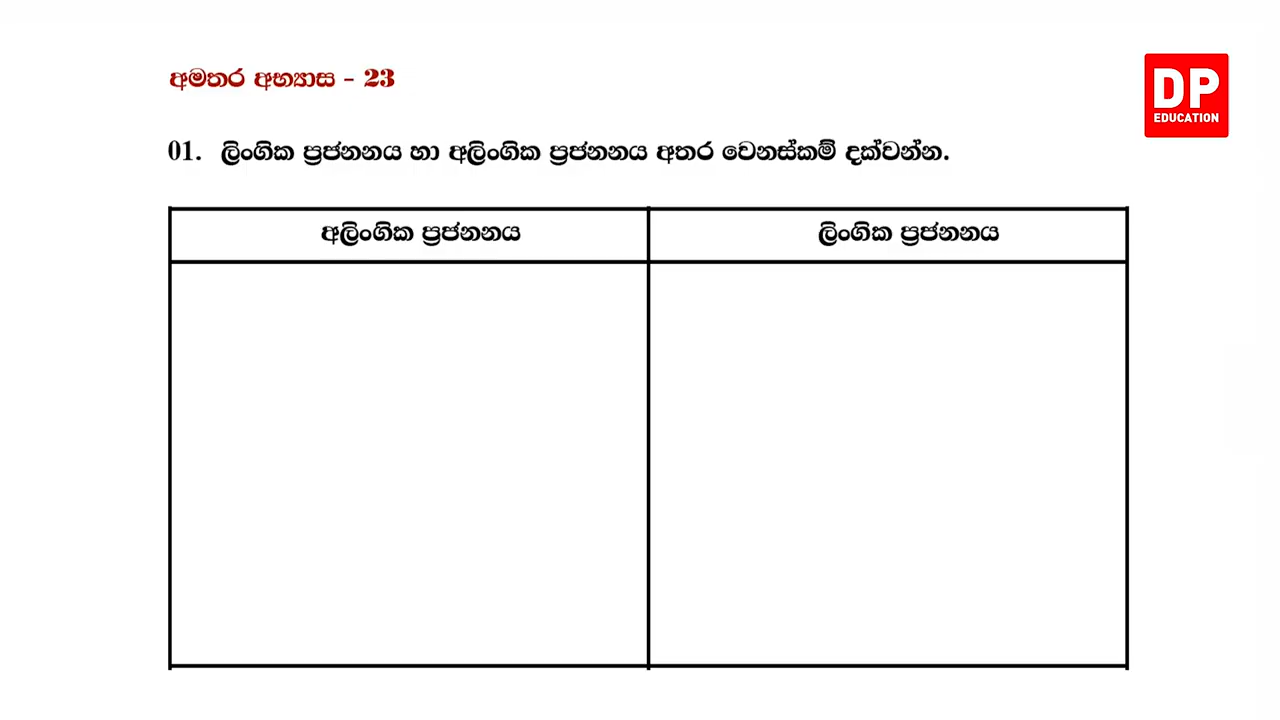 අමතර අභ්‍යාස - 23
DP
EDUCATION
01. ලිංගික ප්‍රජනනය හා අලිංගික ප්‍රජනනය අතර වෙනස්කම් දක්වන්න.
අලිංගික ප්‍රජනනය
ලිංගික ප්‍රජනනය